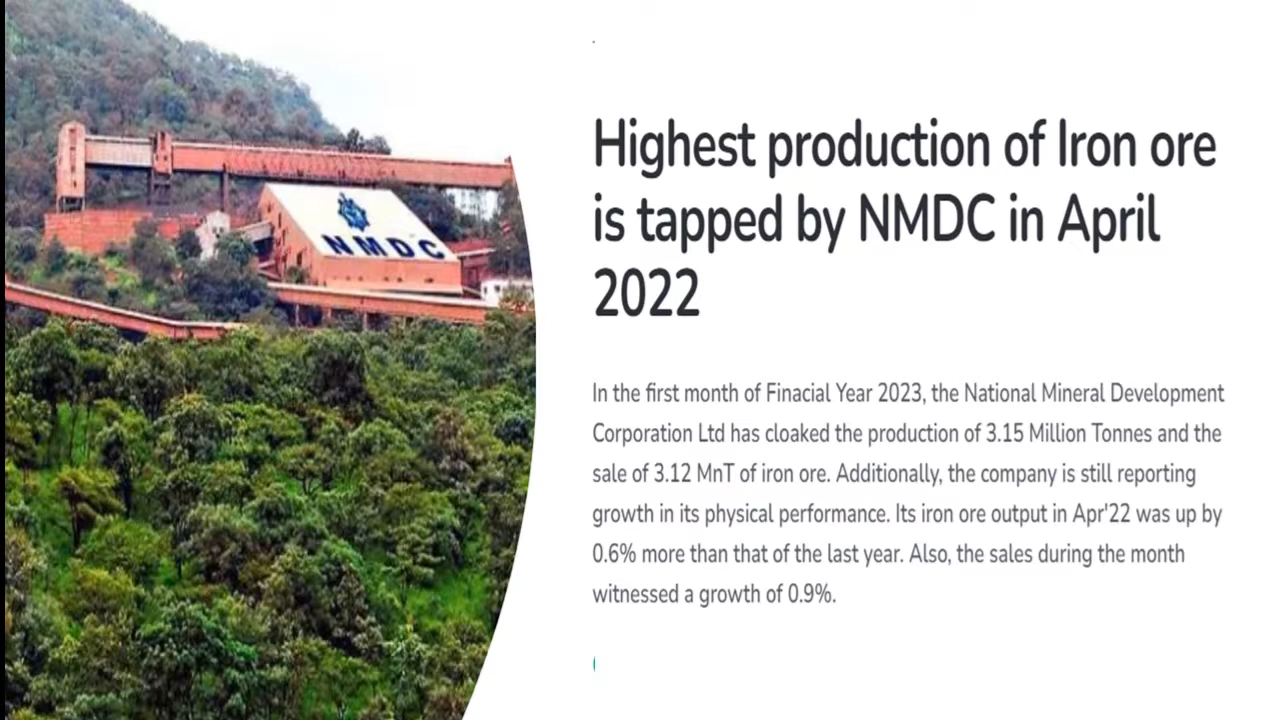 NMDC
Highest production of Iron ore
is tapped by NMDC in April
2022
In the first month of Finacial Year 2023, the National Mineral Development
Corporation Ltd has cloaked the production of 3.15 Million Tonnes and the
sale of 3.12 MnT of iron ore. Additionally, the company is still reporting
growth in its physical performance. Its iron ore output in Apr'22 was up by
0.6% more than that of the last year. Also, the sales during the month
witnessed a growth of 0.9%.